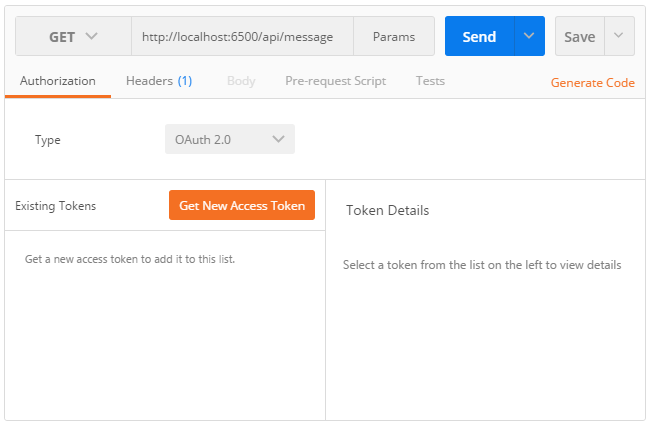 GET http://localhost:6500/api/message Params Send Save
Authorization Headers (1) Body Pre-request Script Tests Generate Code
Type OAuth 2.0
Existing Tokens Get New Access Token Token Details
Get a new access token to add it to this list. Select a token from the list on the left to view details